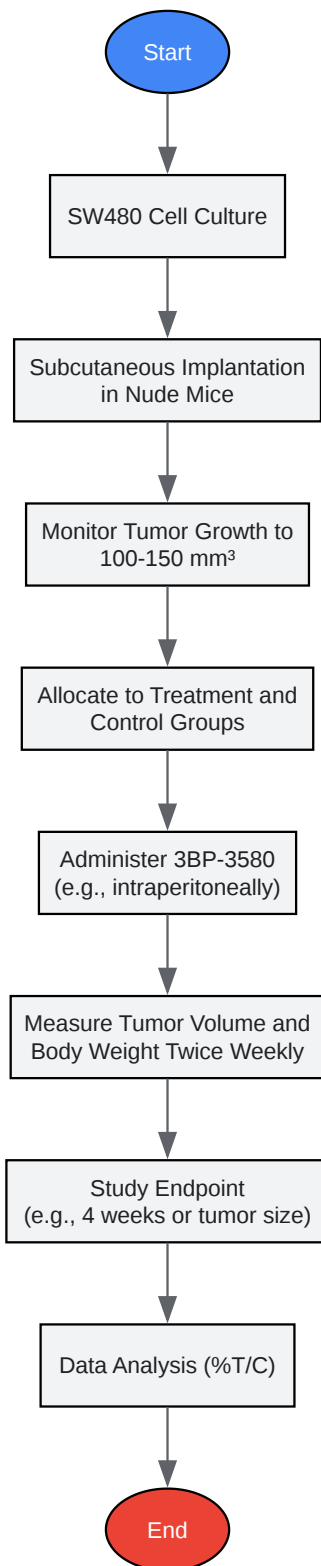 Start
SW480 Cell Culture
Subcutaneous Implantation
in Nude Mice
Monitor Tumor Growth to
100-150 mm³
Allocate to Treatment and
Control Groups
Administer 3BP-3580
(e.g., intraperitoneally)
Measure Tumor Volume and
Body Weight Twice Weekly
Study Endpoint
(e.g., 4 weeks or tumor size)
Data Analysis (%T/C)
End